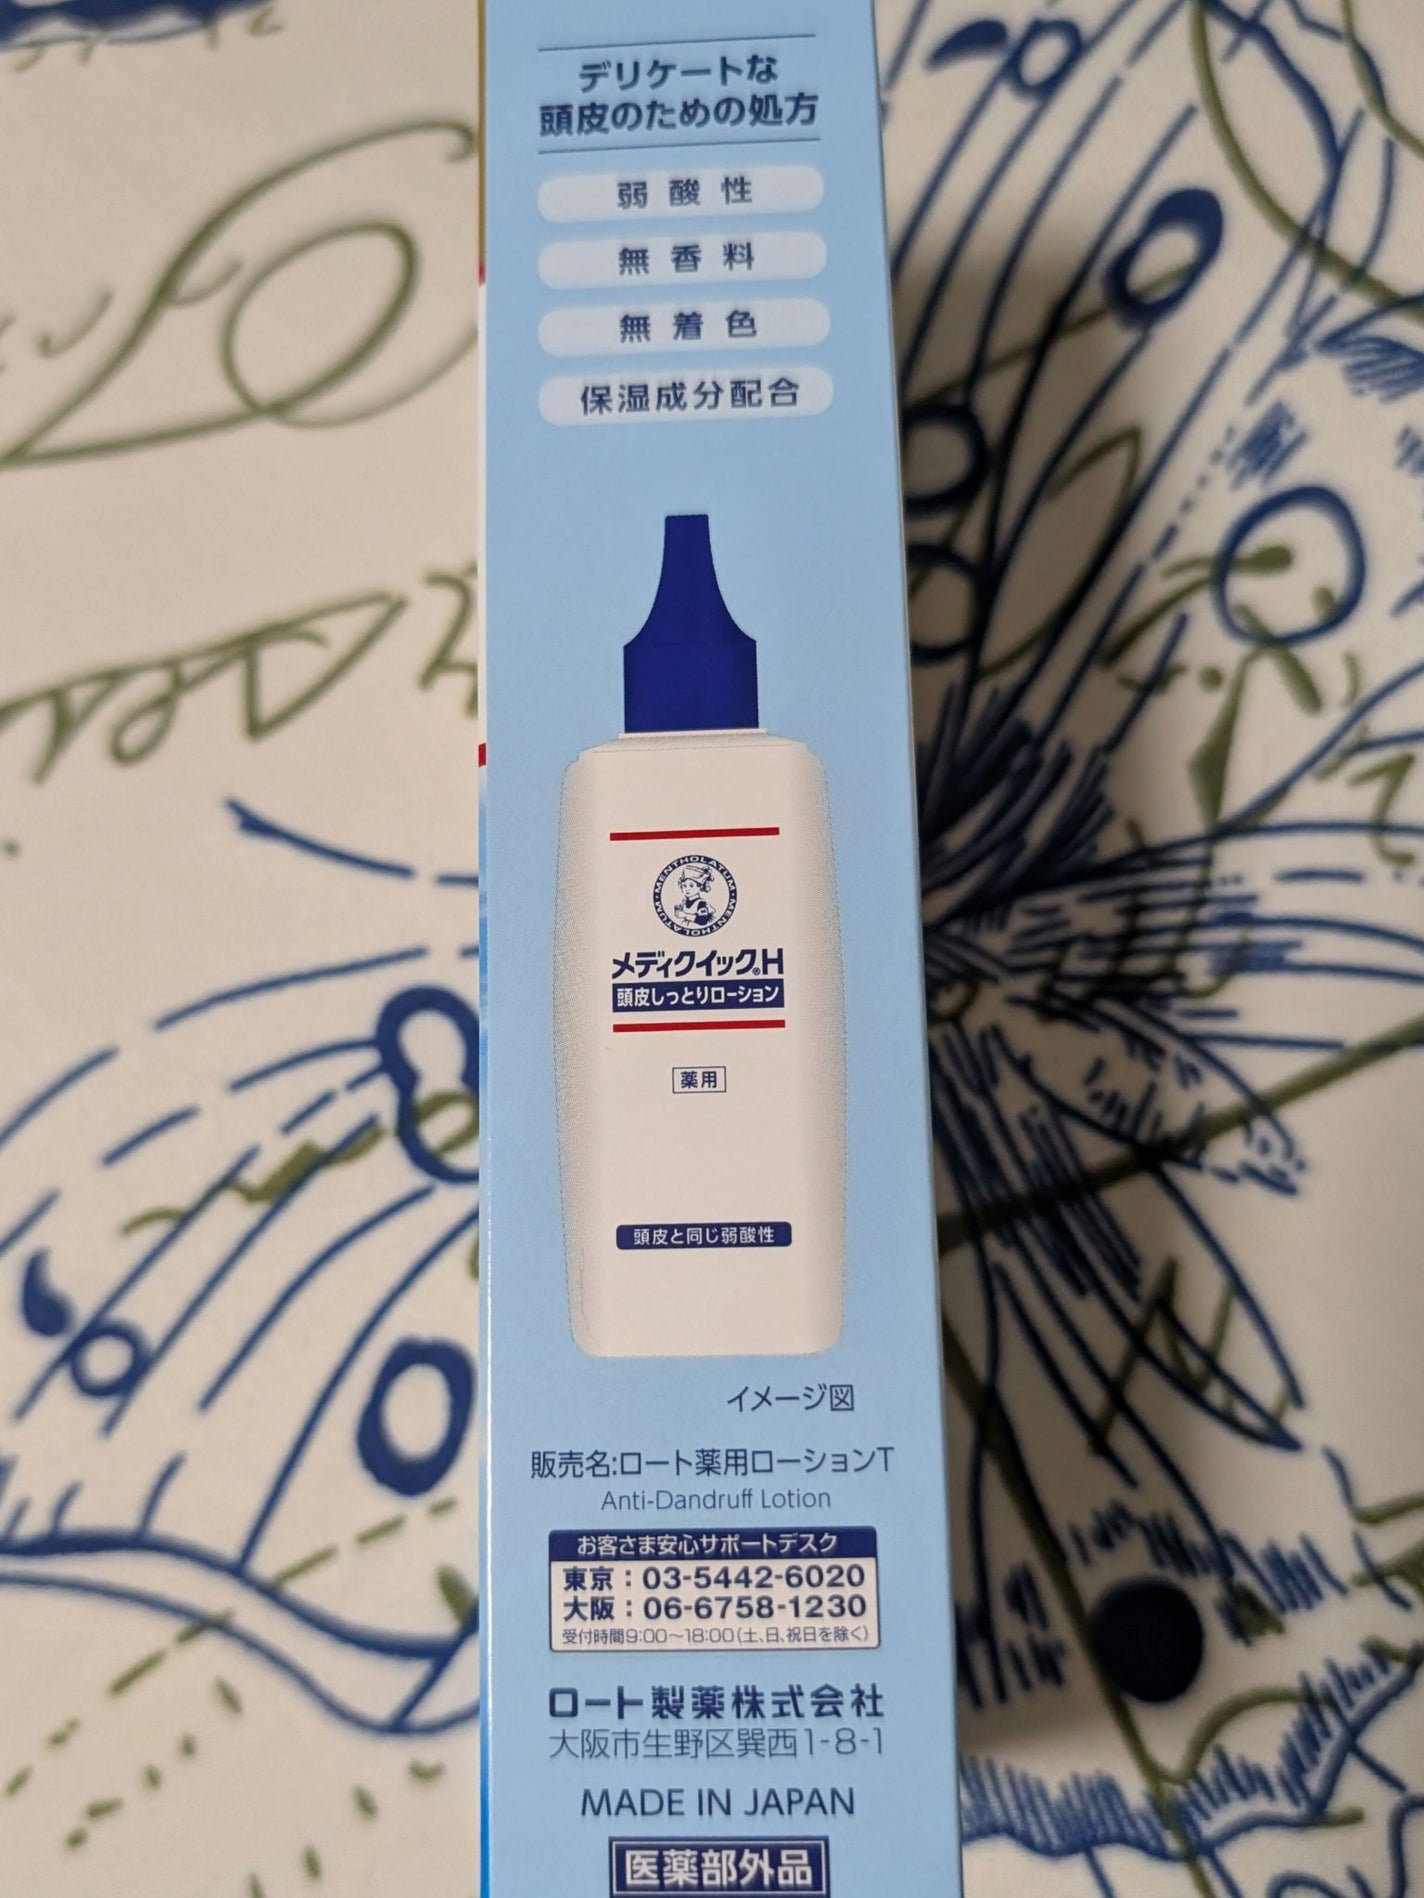 デリケートな
頭皮のための処方
弱酸性
無香料
無着色
保湿成分配合
MENTHOLATUM・MENTHOLATUM・
メディクイック®H
頭皮しっとりローション
薬用
頭皮と同じ弱酸性
イメージ図
販売名:ロート薬用ローションT
Anti-Dandruff Lotion
お客さま安心サポートデスク
東京：03-5442-6020
大阪：06-6758-1230
受付時間9:00～18:00(土、日、祝日を除く)
ロート製薬株式会社
大阪市生野区巽西1-8-1
MADE IN JAPAN
医薬部外品